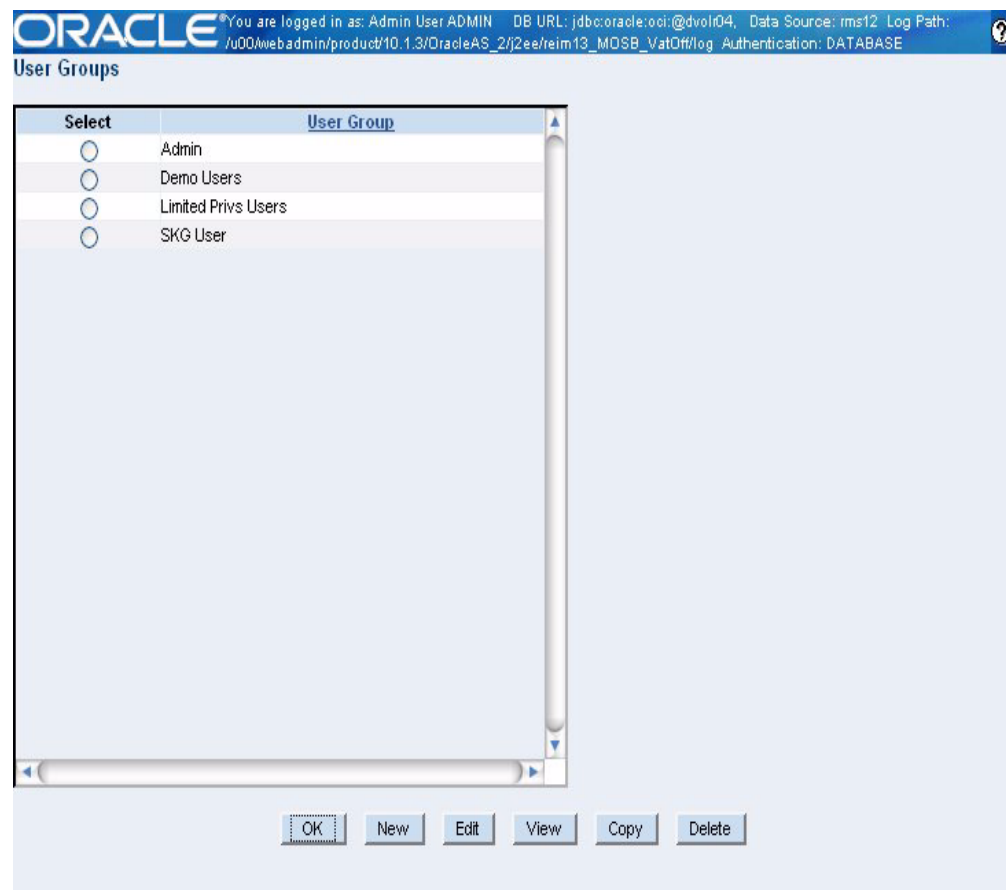 ORACLE® You are logged in as: Admin User ADMIN DB URL: jdbc:oracle:oci:@dvolr04, Data Source: rms12 Log Path:
/u00/webadmin/product/10.1.3/OracleAS_2/j2ee/reim13_MOSB_VatOff/log Authentication: DATABASE
?
User Groups
Select User Group
Admin
Demo Users
Limited Privs Users
SKG User
OK New Edit View Copy Delete